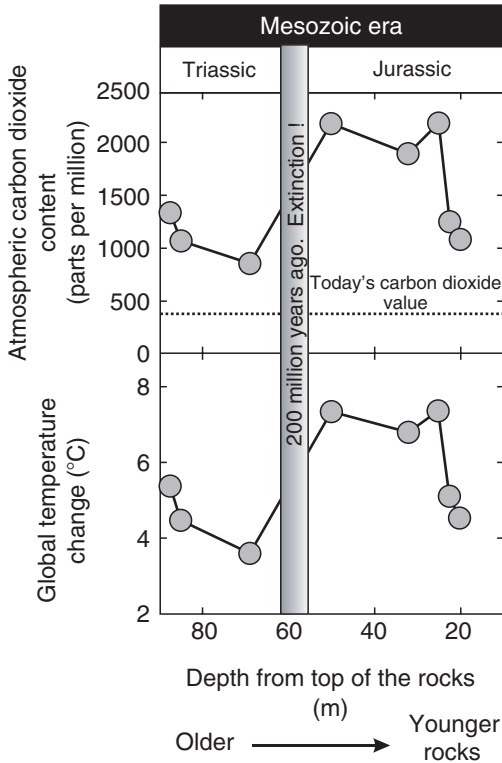 Mesozoic era
Triassic
Jurassic
Atmospheric carbon dioxide
content
(parts per million)
2500
2000
1500
1000
500
0
200 million years ago. Extinction !
Today's carbon dioxide
value
Global temperature
change (°C)
8
6
4
2
80
60
40
20
Depth from top of the rocks
(m)
Older
Younger
rocks